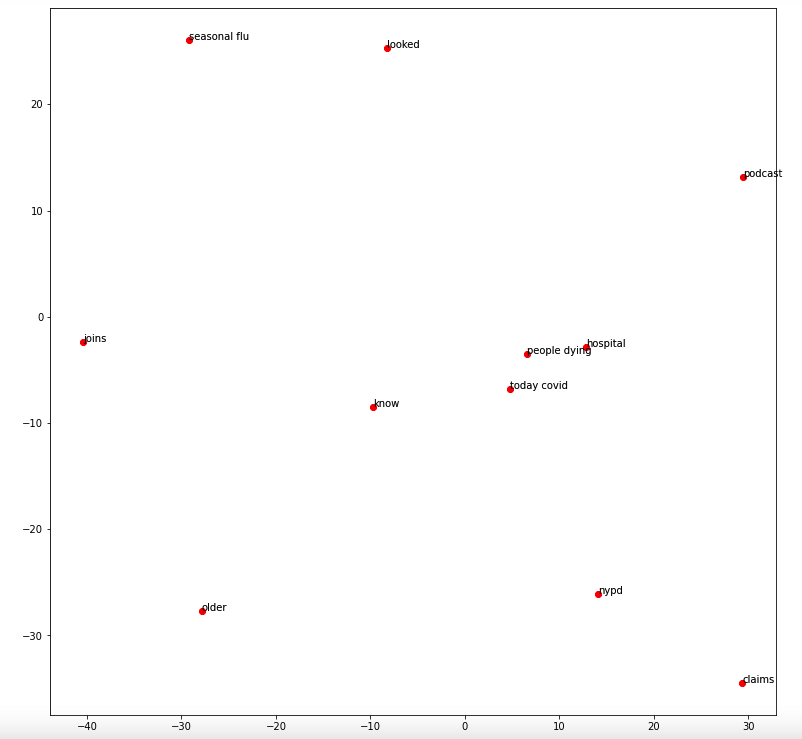 seasonal flu
looked
20
podcast
10
0
joins
hospital
people dying
today covid
know
−10
−20
nypd
older
−30
claims
−40 −30 −20 −10 0 10 20 30